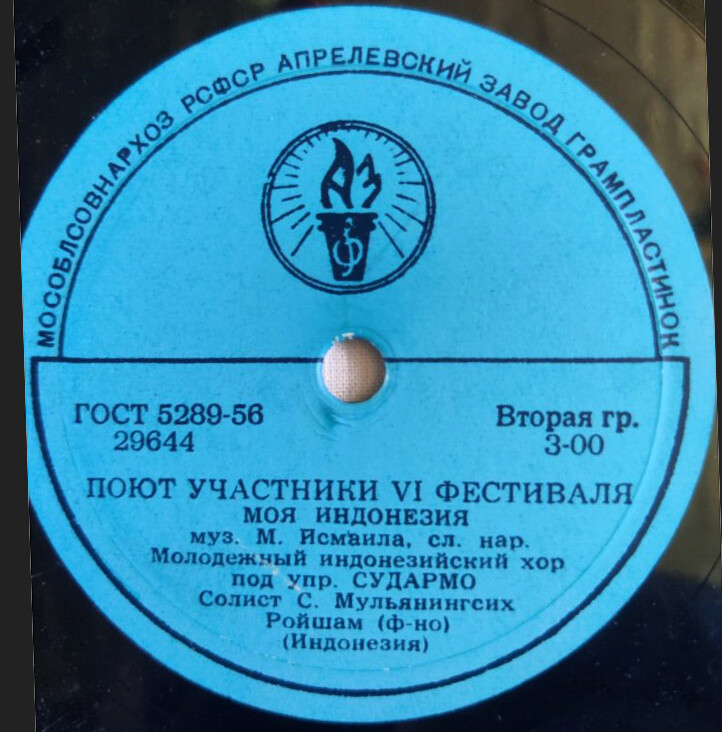 МОСОБЛСОВНАРХОЗ РСФСР АПРЕЛЕВСКИЙ ЗАВОД ГРАМПЛАСТИНОК
АЗ
ГОСТ 5289-56
29644
Вторая гр.
3-00
ПОЮТ УЧАСТНИКИ VI ФЕСТИВАЛЯ
МОЯ ИНДОНЕЗИЯ
муз. М. Исмаила, сл. нар.
Молодежный индонезийский хор
под упр. СУДАРМО
Солист С. Мульянингсих
Ройшам (ф-но)
(Индонезия)